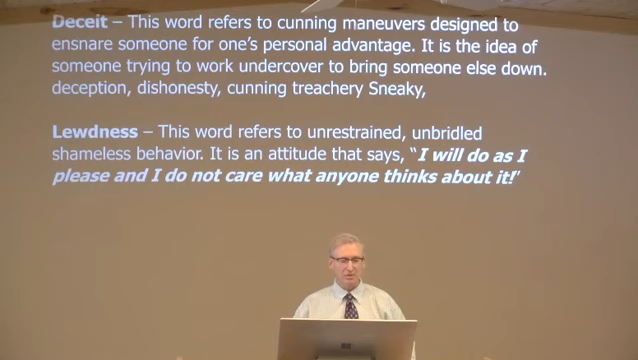 Deceit – This word refers to cunning maneuvers designed to
ensnare someone for one's personal advantage. It is the idea of
someone trying to work undercover to bring someone else down.
deception, dishonesty, cunning treachery Sneaky,
Lewdness – This word refers to unrestrained, unbridled
shameless behavior. It is an attitude that says, "I will do as I
please and I do not care what anyone thinks about it!"